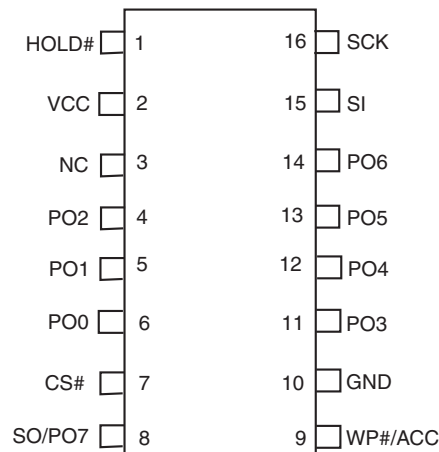 HOLD# 1 16 SCK
VCC 2 15 SI
NC 3 14 PO6
PO2 4 13 PO5
PO1 5 12 PO4
PO0 6 11 PO3
CS# 7 10 GND
SO/PO7 8 9 WP#/ACC